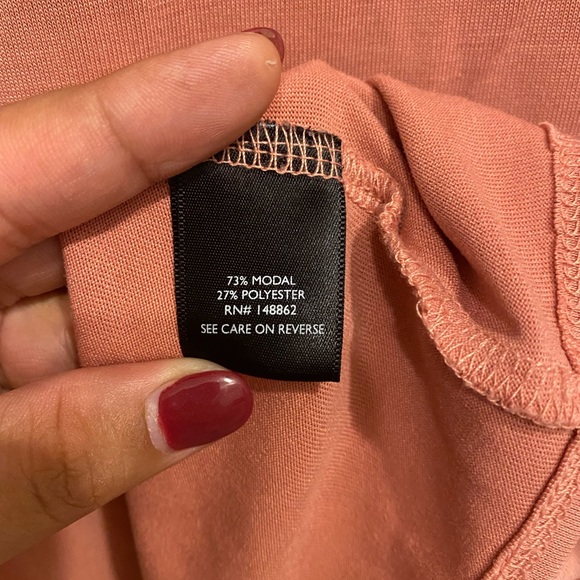 73% MODAL
27% POLYESTER
RN# 148862
SEE CARE ON REVERSE